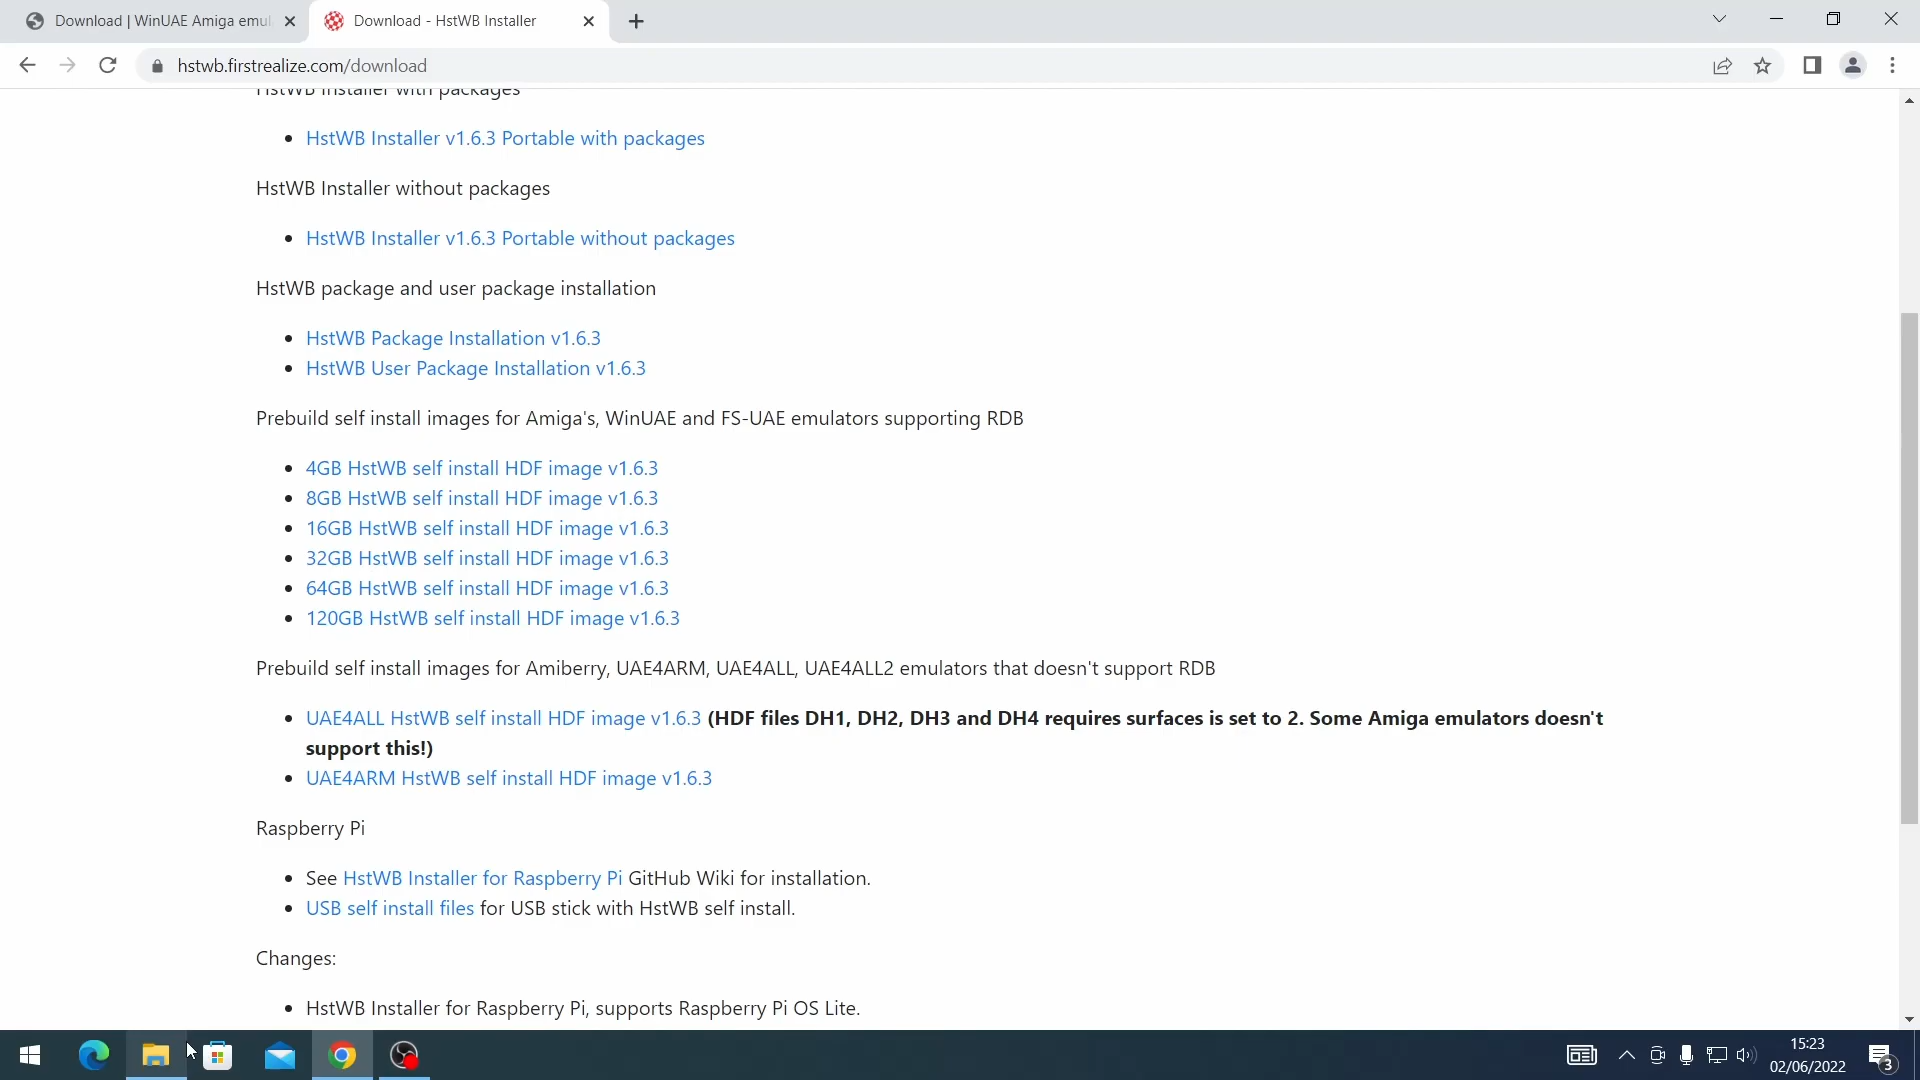 Download | WinUAE Amiga emul
Download - HstWB Installer
hstwb.firstrealize.com/download
HstWB Installer with packages
HstWB Installer v1.6.3 Portable with packages
HstWB Installer without packages
HstWB Installer v1.6.3 Portable without packages
HstWB package and user package installation
HstWB Package Installation v1.6.3
HstWB User Package Installation v1.6.3
Prebuild self install images for Amiga's, WinUAE and FS-UAE emulators supporting RDB
4GB HstWB self install HDF image v1.6.3
8GB HstWB self install HDF image v1.6.3
16GB HstWB self install HDF image v1.6.3
32GB HstWB self install HDF image v1.6.3
64GB HstWB self install HDF image v1.6.3
120GB HstWB self install HDF image v1.6.3
Prebuild self install images for Amiberry, UAE4ARM, UAE4ALL, UAE4ALL2 emulators that doesn't support RDB
UAE4ALL HstWB self install HDF image v1.6.3 (HDF files DH1, DH2, DH3 and DH4 requires surfaces is set to 2. Some Amiga emulators doesn't
support this!)
UAE4ARM HstWB self install HDF image v1.6.3
Raspberry Pi
See HstWB Installer for Raspberry Pi GitHub Wiki for installation.
USB self install files for USB stick with HstWB self install.
Changes:
HstWB Installer for Raspberry Pi, supports Raspberry Pi OS Lite.
15:23
02/06/2022
3